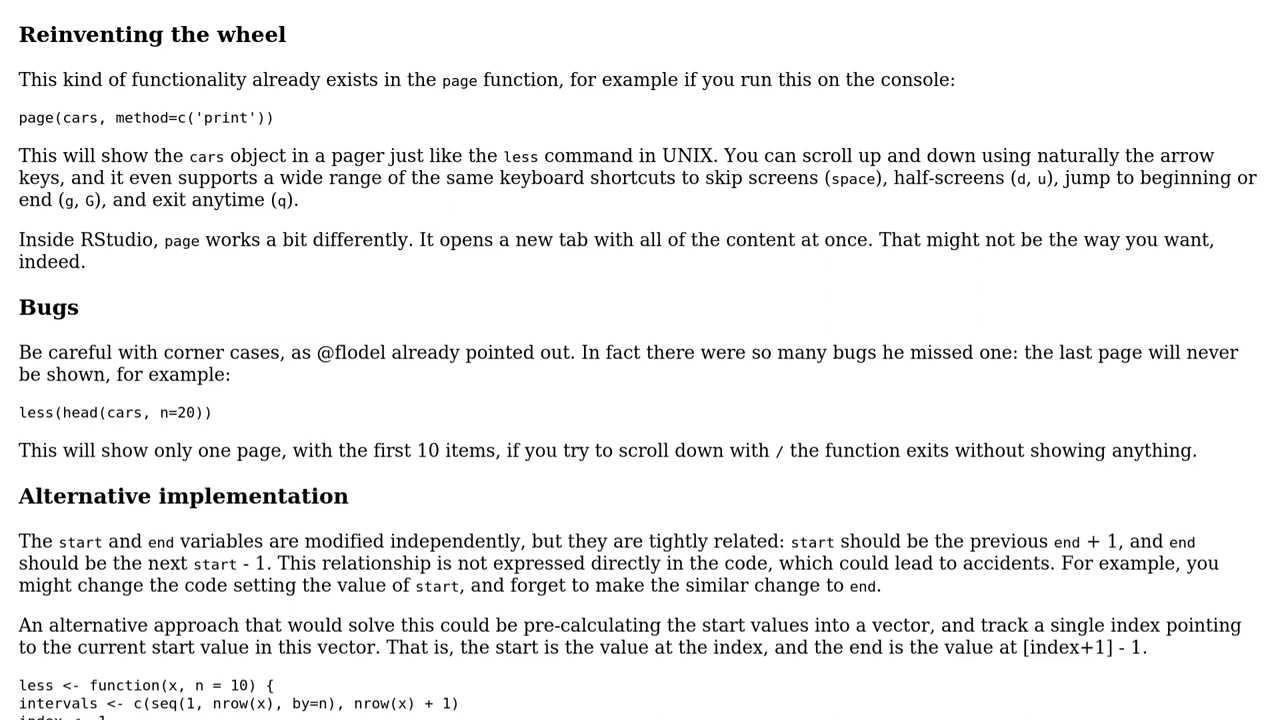 Reinventing the wheel
This kind of functionality already exists in the page function, for example if you run this on the console:
page(cars, method=c('print'))
This will show the cars object in a pager just like the less command in UNIX. You can scroll up and down using naturally the arrow
keys, and it even supports a wide range of the same keyboard shortcuts to skip screens (space), half-screens (d, u), jump to beginning or
end (g, G), and exit anytime (q).
Inside RStudio, page works a bit differently. It opens a new tab with all of the content at once. That might not be the way you want,
indeed.
Bugs
Be careful with corner cases, as @flodel already pointed out. In fact there were so many bugs he missed one: the last page will never
be shown, for example:
less(head(cars, n=20))
This will show only one page, with the first 10 items, if you try to scroll down with / the function exits without showing anything.
Alternative implementation
The start and end variables are modified independently, but they are tightly related: start should be the previous end + 1, and end
should be the next start - 1. This relationship is not expressed directly in the code, which could lead to accidents. For example, you
might change the code setting the value of start, and forget to make the similar change to end.
An alternative approach that would solve this could be pre-calculating the start values into a vector, and track a single index pointing
to the current start value in this vector. That is, the start is the value at the index, and the end is the value at [index+1] - 1.
less <- function(x, n = 10) {
intervals <- c(seq(1, nrow(x), by=n), nrow(x) + 1)
index <- 1